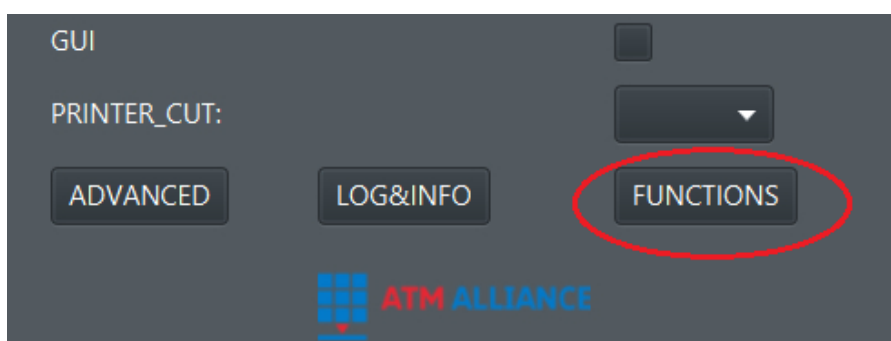 GUI
PRINTER_CUT:
ADVANCED LOG&INFO FUNCTIONS
ATM ALLIANCE